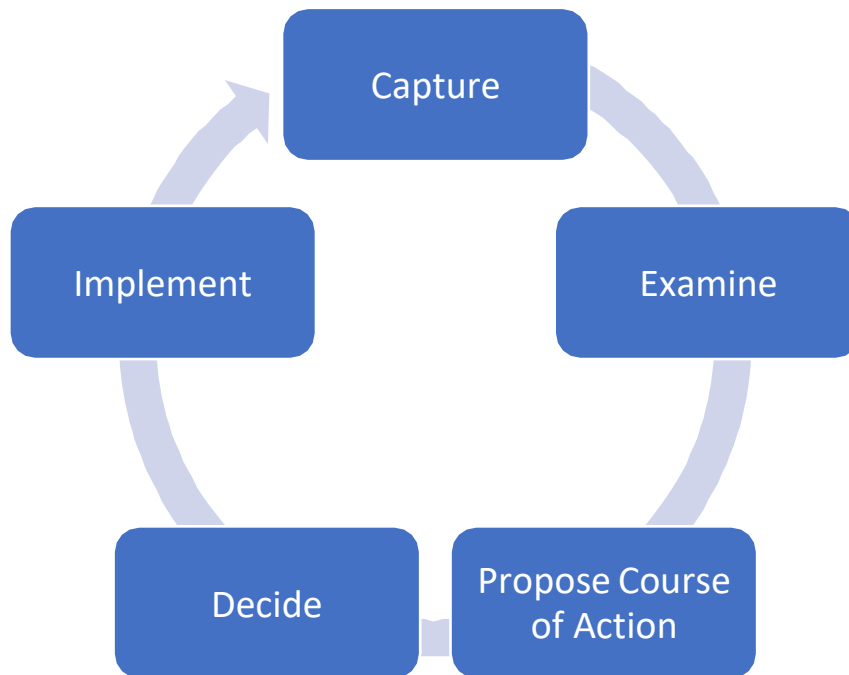 Capture
Examine
Propose Course
of Action
Decide
Implement